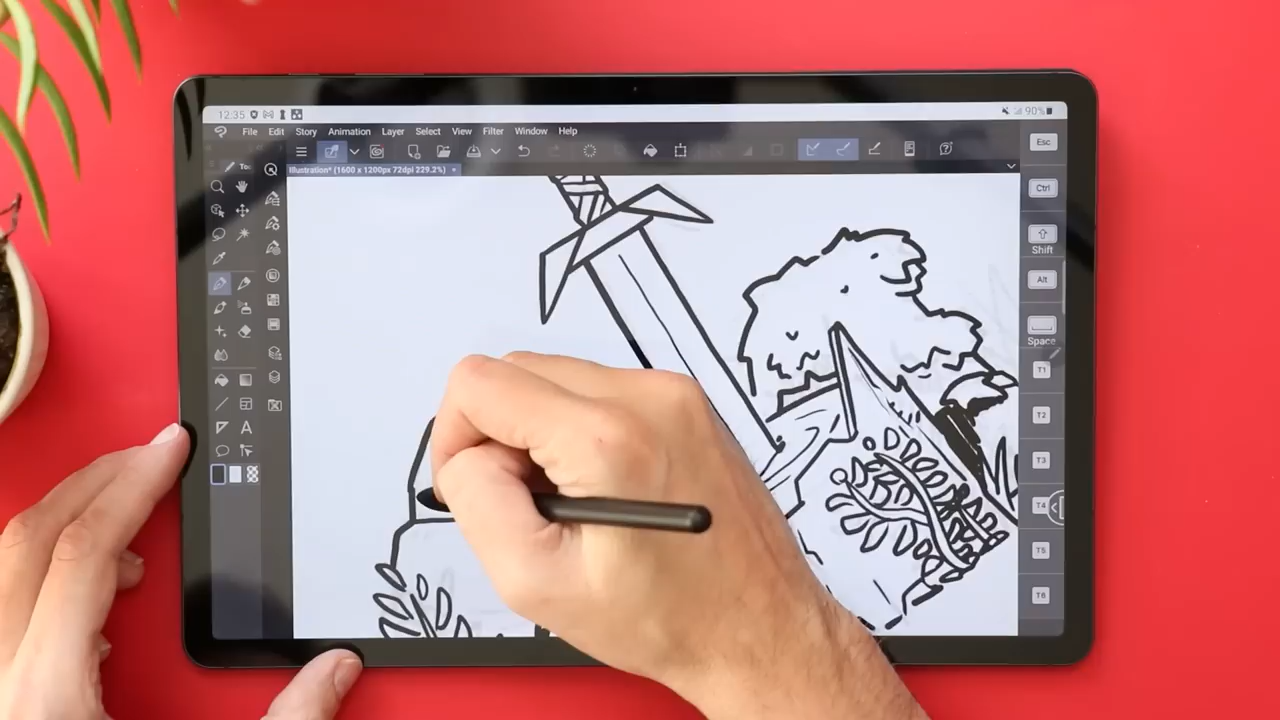 12:35
90%
File Edit Story Animation Layer Select View Filter Window Help
Esc
Illustration* (1600 x 1200px 72dpi 229.2%)
Ctrl
Shift
Alt
Space
T1
T2
T3
T4
T5
T6
A